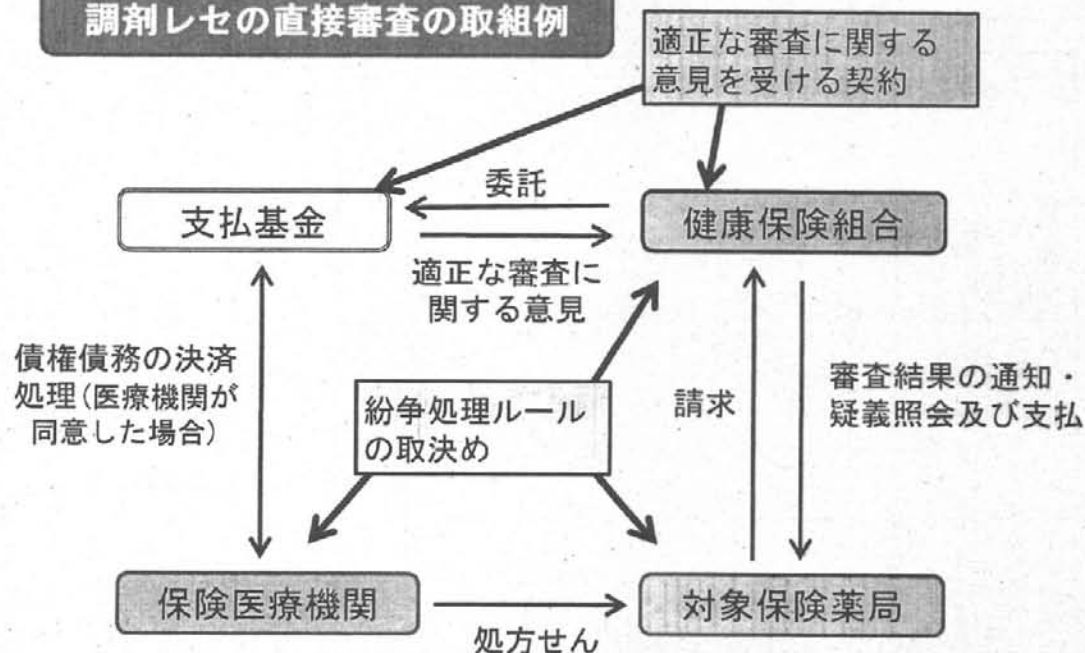 調剤レセの直接審査の取組例
適正な審査に関する
意見を受ける契約
委託
支払基金
健康保険組合
適正な審査に
関する意見
債権債務の決済
処理(医療機関が
同意した場合)
紛争処理ルール
の取決め
請求
審査結果の通知・
疑義照会及び支払
保険医療機関
対象保険薬局
処方せん